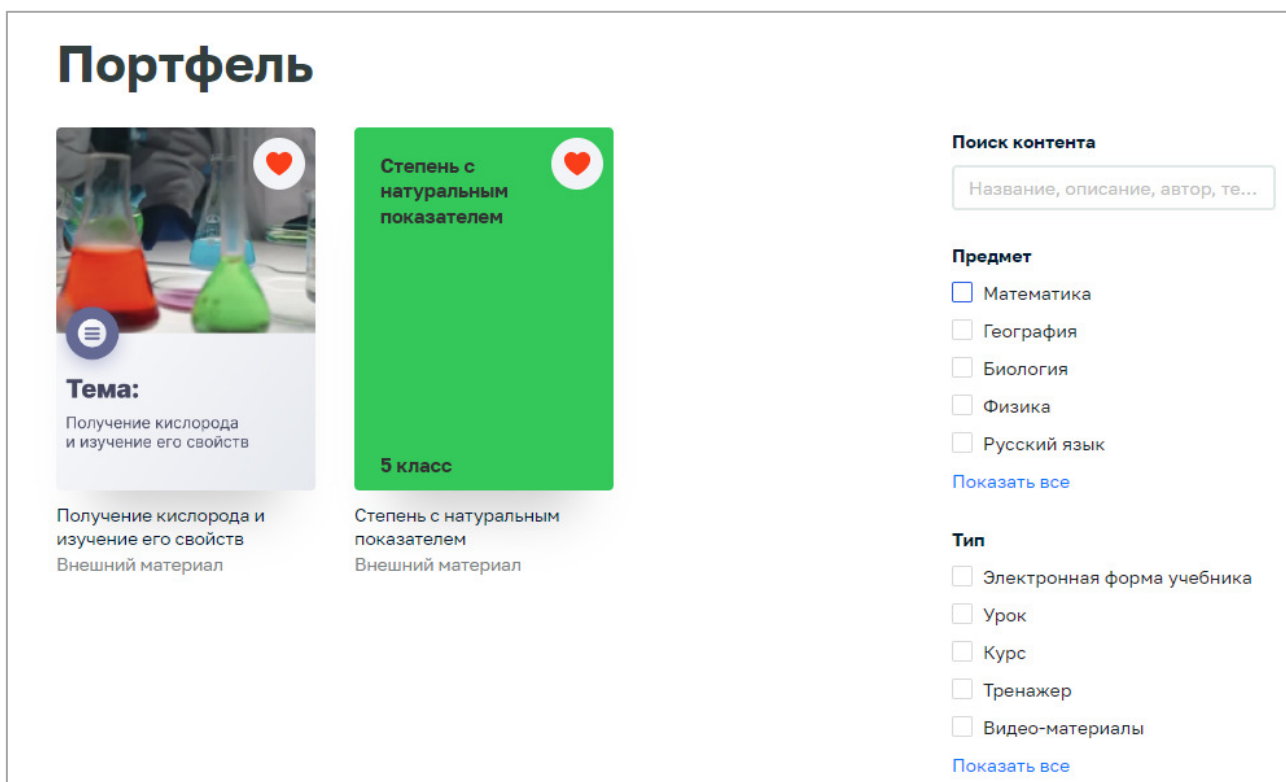 Портфель
Тема:
Получение кислорода
и изучение его свойств
Получение кислорода и
изучение его свойств
Внешний материал
Степень с
натуральным
показателем
5 класс
Степень с натуральным
показателем
Внешний материал
Поиск контента
Название, описание, автор, те...
Предмет
Математика
География
Биология
Физика
Русский язык
Показать все
Тип
Электронная форма учебника
Урок
Курс
Тренажер
Видео-материалы
Показать все